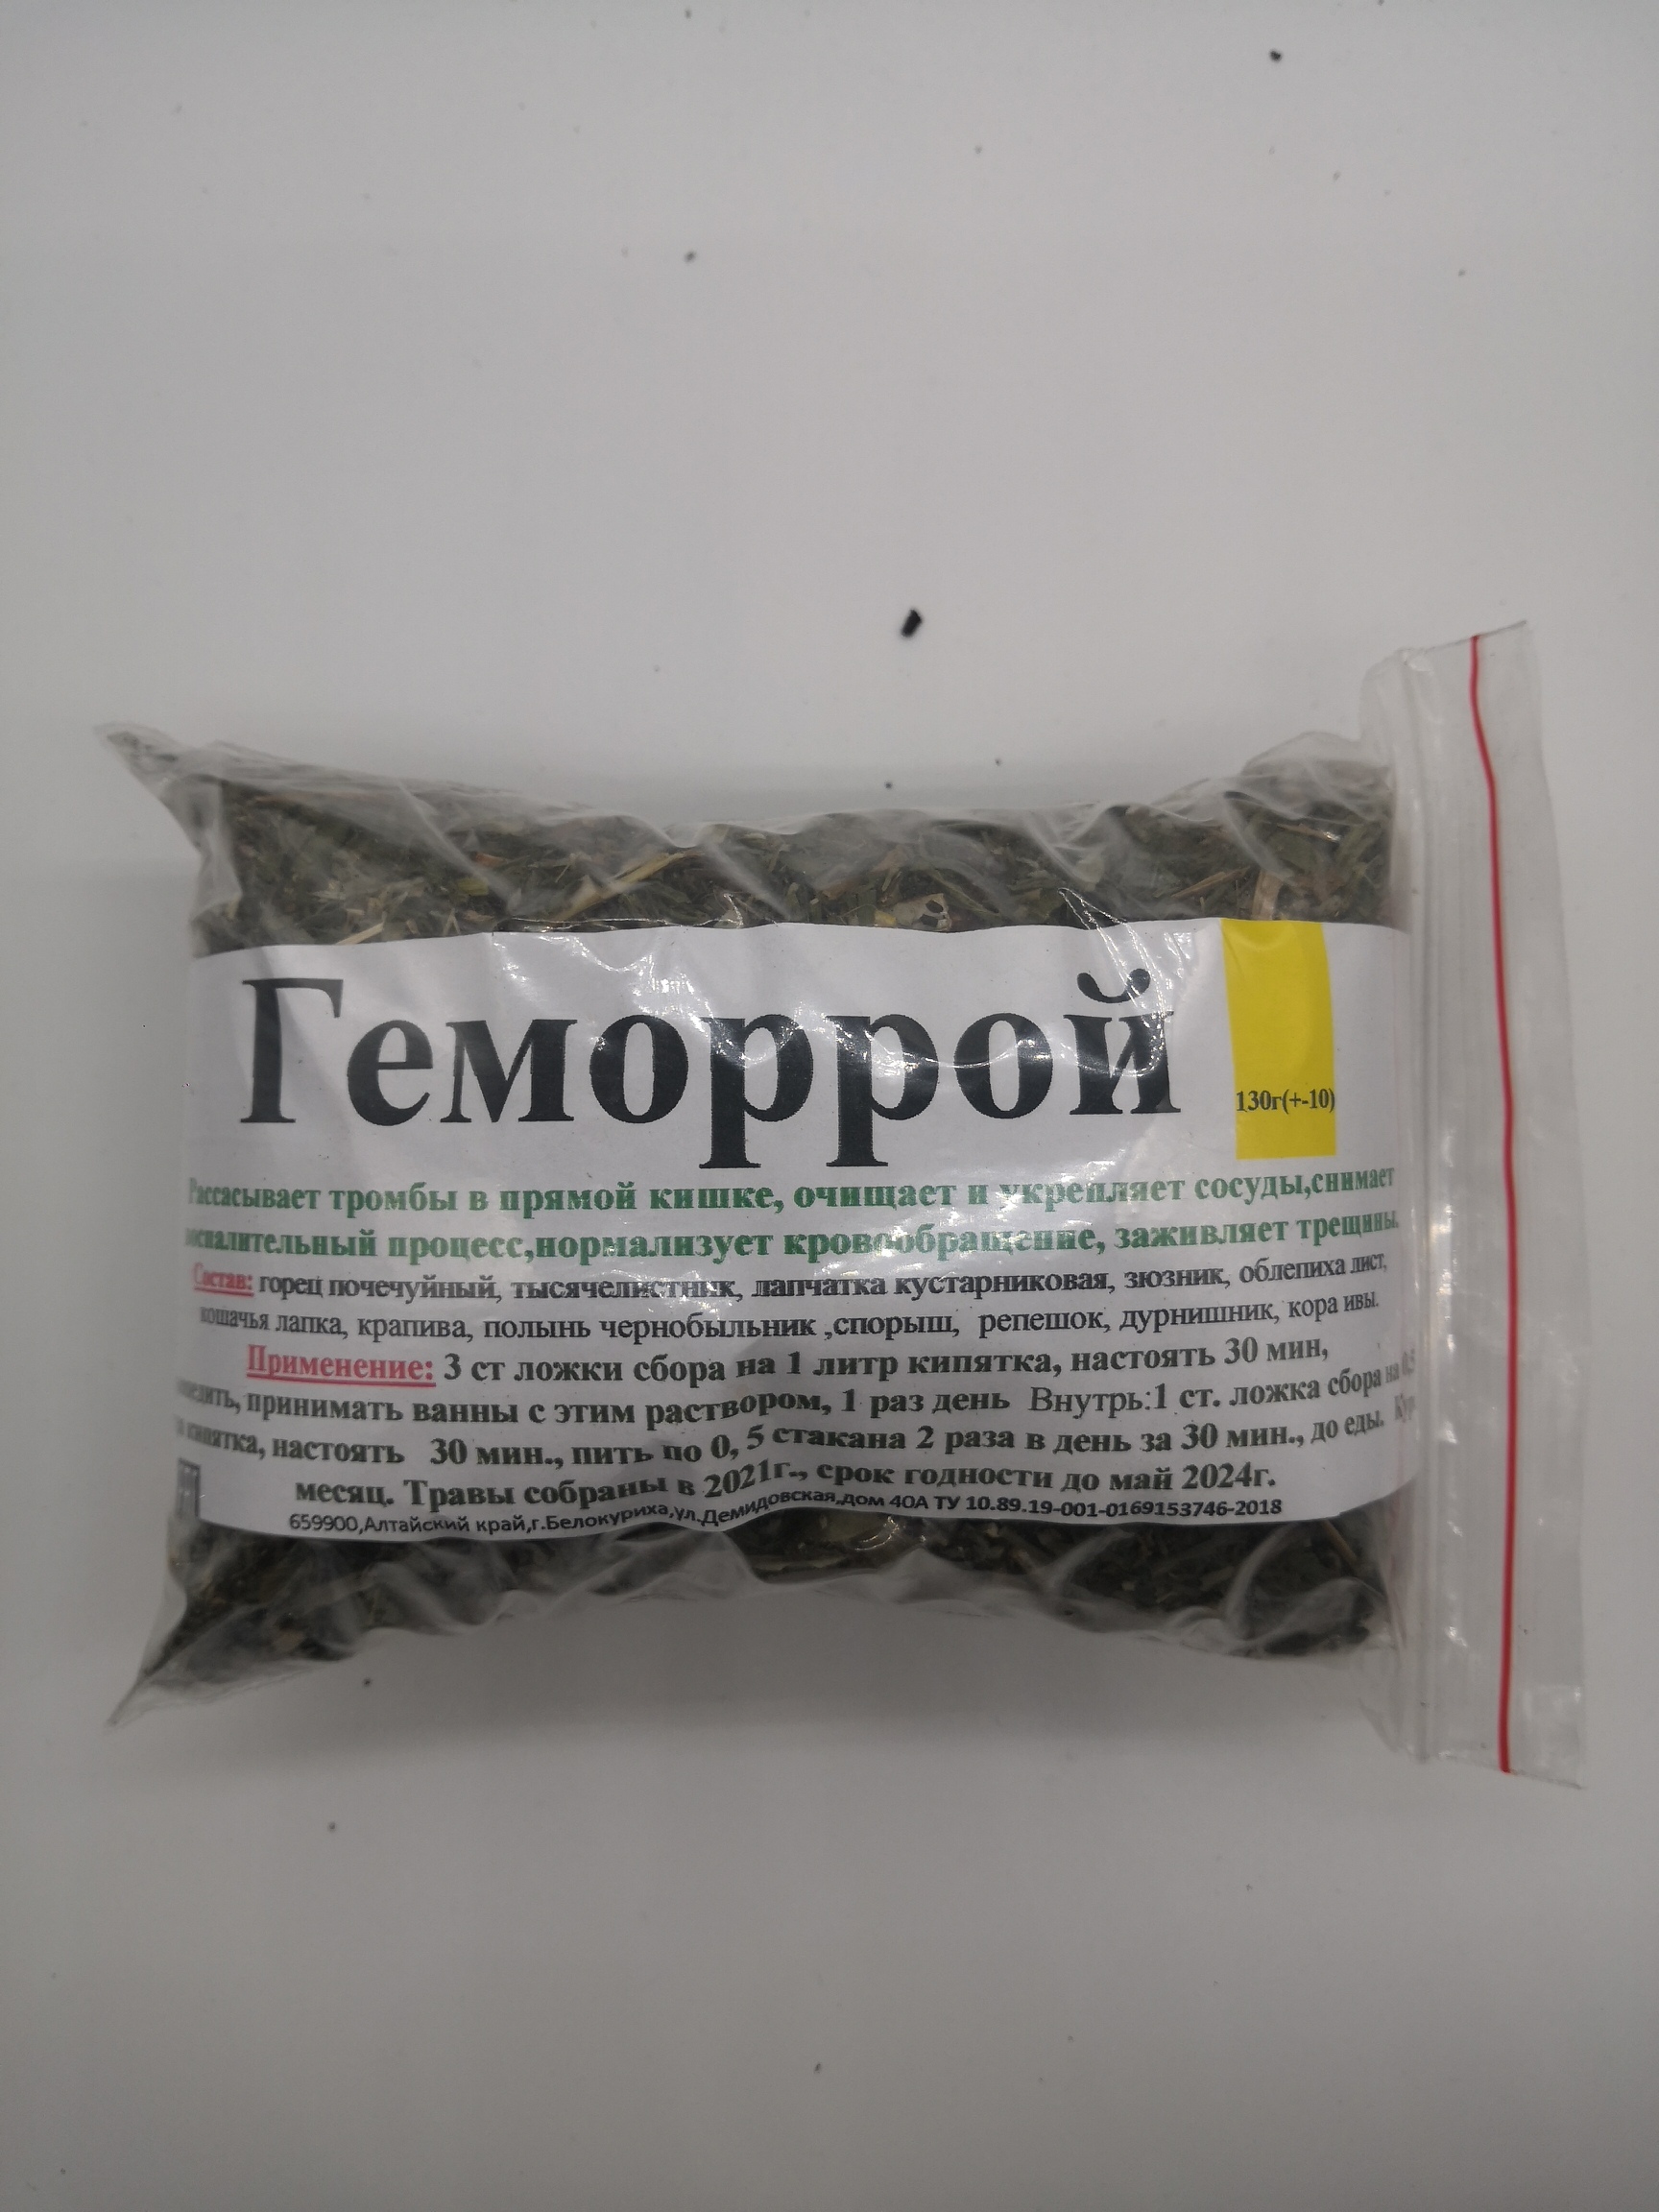 Геморрой
130г(+-10)
Рассасывает тромбы в прямой кишке, очищает и укрепляет сосуды,снимает
процесс,нормализует кровообращение, заживляет трещины.
Состав: горец почечуйный, тысячелистник, лапчатка кустарниковая, зюзник, облепиха лист,
кошачья лапка, крапива, полынь чернобыльник ,спорыш, репешок, дурнишник, кора ивы.
Применение: 3 ст ложки сбора на 1 литр кипятка, настоять 30 мин,
принимать ванны с этим раствором, 1 раз день Внутрь:1 ст. ложка сбора на
кипятка, настоять 30 мин., пить по 0, 5 стакана 2 раза в день за 30 мин., до еды.
месяц. Травы собраны в 2021г., срок годности до май 2024г.
659900,Алтайский край,г.Белокуриха,ул.Демидовская,дом 40А ТУ 10.89.19-001-0169153746-2018